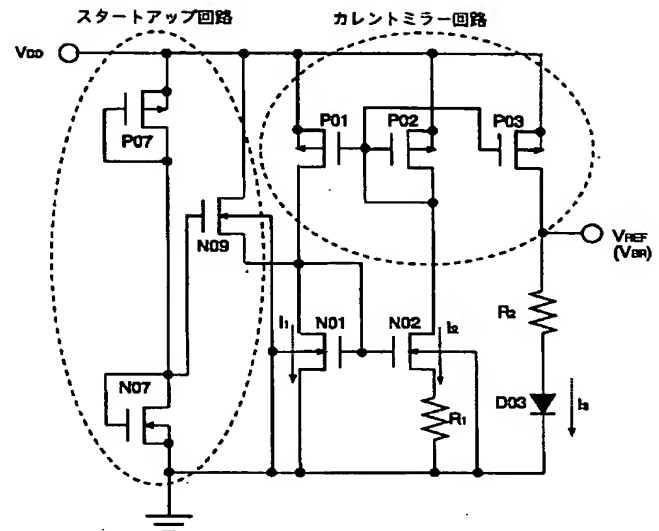 スタートアップ回路
カレントミラー回路
VDD
P07
P01
P02
P03
N09
VREF
(VBR)
I1
N01
N02
I2
R2
N07
R1
D03
I3